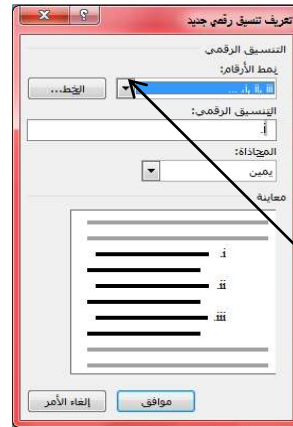 تعريف تنسيق رقمي جديد
التنسيق الرقمي
نمط الأرقام:
i, ii, iii, ...
الخط...
التنسيق الرقمي:
i.
المحاذاة:
يمين
معاينة
i.
ii.
iii.
موافق
إلغاء الأمر